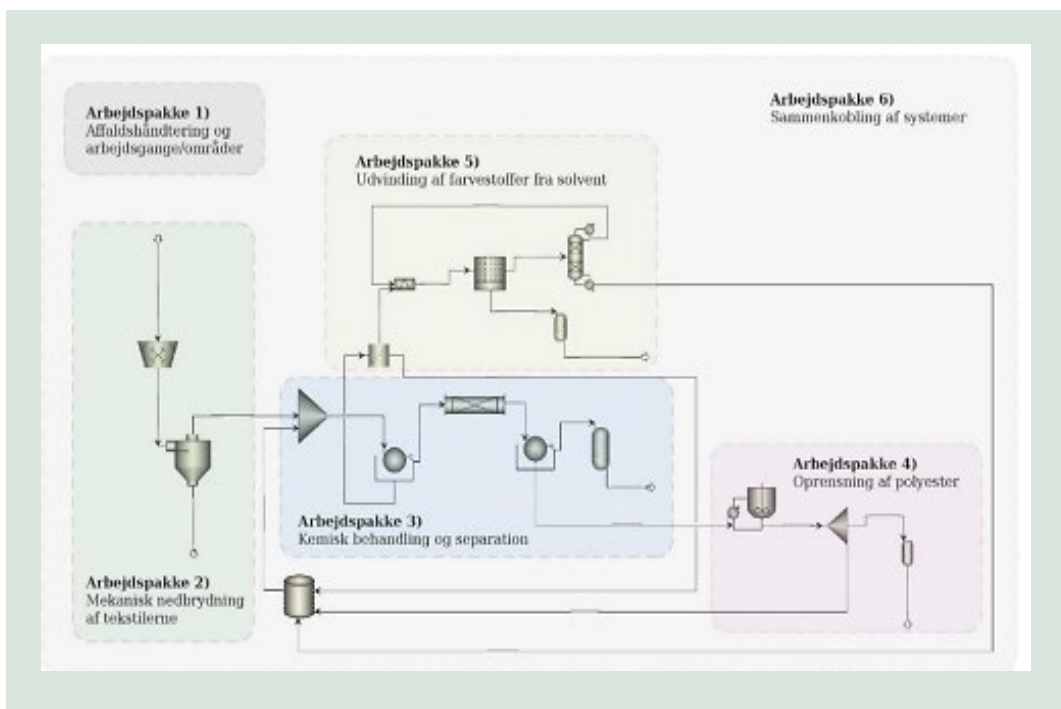 Arbejdspakke 1)
Affaldshåndtering og
arbejdsgange/områder
Arbejdspakke 6)
Sammenkobling af systemer
Arbejdspakke 5)
Udvinding af farvestoffer fra solvent
Arbejdspakke 4)
Oprensning af polyester
Arbejdspakke 3)
Kemisk behandling og separation
Arbejdspakke 2)
Mekanisk nedbrydning
af tekstilerne